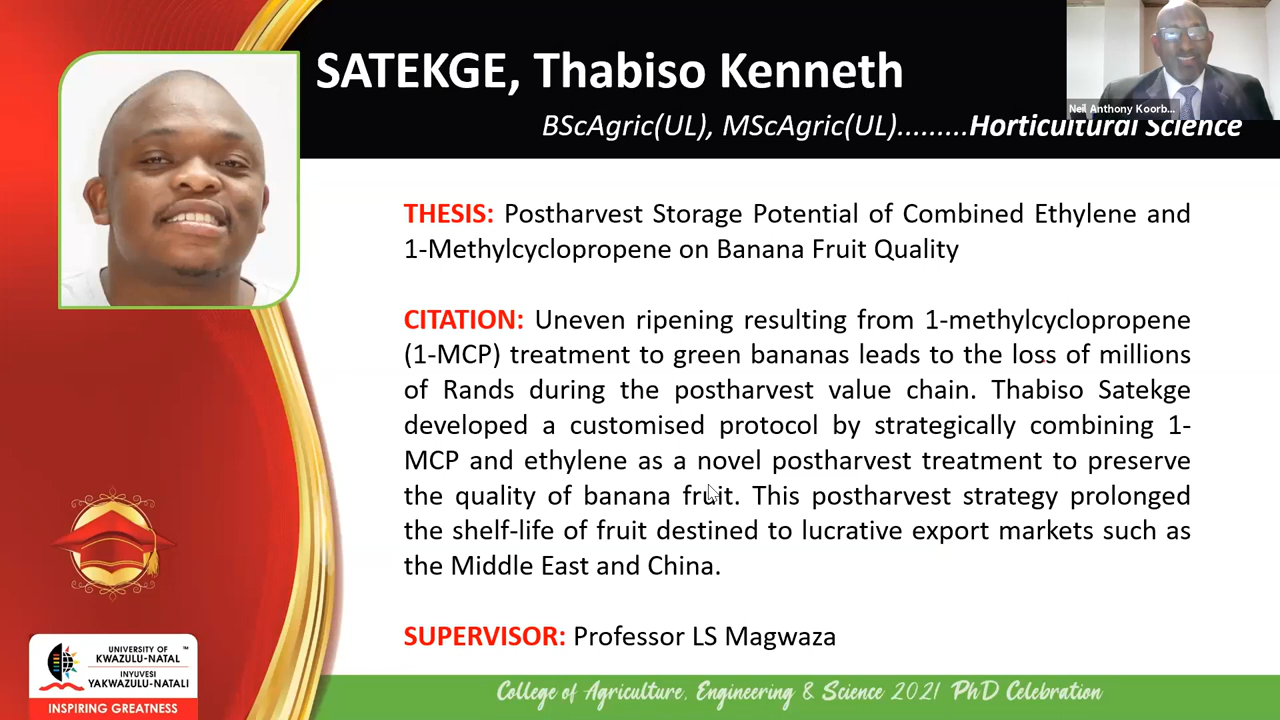 SATEKGE, Thabiso Kenneth
BScAgric(UL), MScAgric(UL).........Horticultural Science
Neil Anthony Koorb...
THESIS: Postharvest Storage Potential of Combined Ethylene and
1-Methylcyclopropene on Banana Fruit Quality
CITATION: Uneven ripening resulting from 1-methylcyclopropene
(1-MCP) treatment to green bananas leads to the loss of millions
of Rands during the postharvest value chain. Thabiso Satekge
developed a customised protocol by strategically combining 1-
MCP and ethylene as a novel postharvest treatment to preserve
the quality of banana fruit. This postharvest strategy prolonged
the shelf-life of fruit destined to lucrative export markets such as
the Middle East and China.
SUPERVISOR: Professor LS Magwaza
UNIVERSITY OF ™
KWAZULU-NATAL
INYUVESI
YAKWAZULU-NATALI
INSPIRING GREATNESS
College of Agriculture, Engineering & Science 2021 PhD Celebration